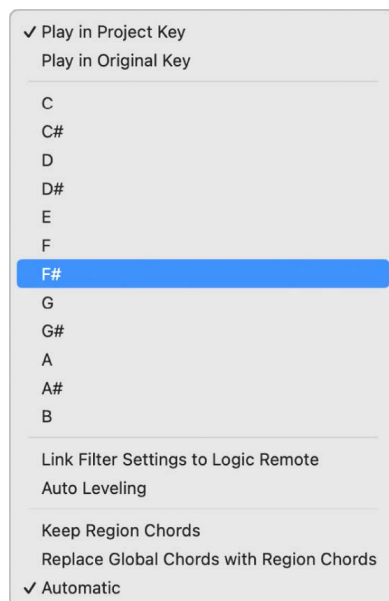 ✓ Play in Project Key
Play in Original Key
C
C#
D
D#
E
F
F#
G
G#
A
A#
B
Link Filter Settings to Logic Remote
Auto Leveling
Keep Region Chords
Replace Global Chords with Region Chords
✓ Automatic